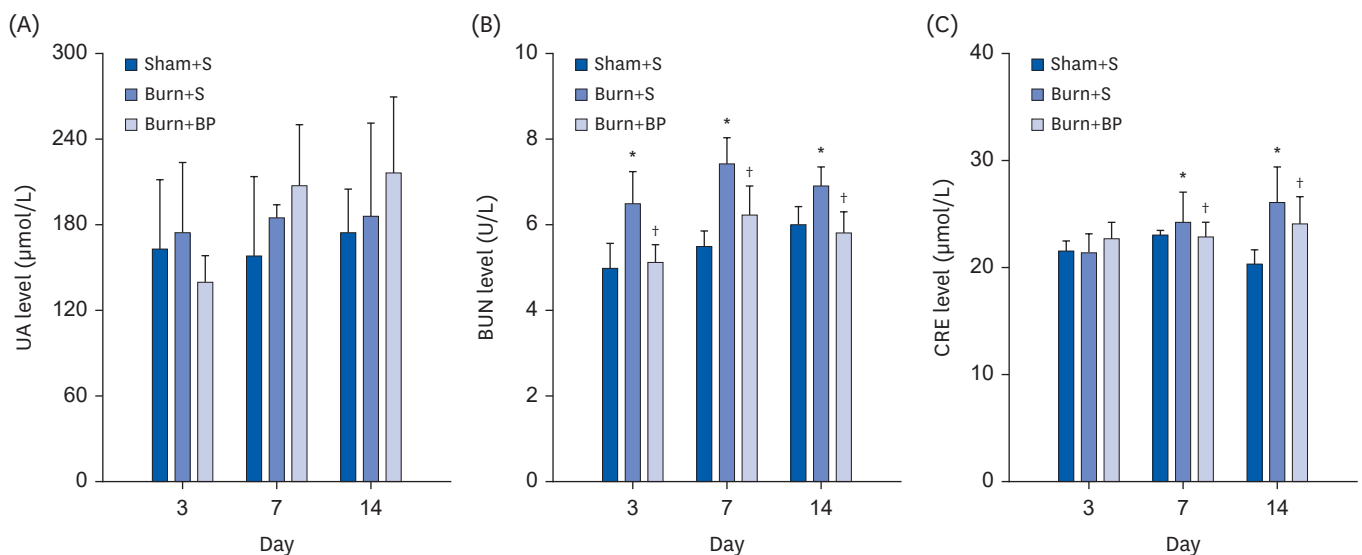 (A)
UA level (µmol/L)
300
240
180
120
60
0
Sham+S
Burn+S
Burn+BP
3 7 14
Day
(B)
BUN level (U/L)
10
8
6
4
2
0
Sham+S
Burn+S
Burn+BP
* † * † * †
3 7 14
Day
(C)
CRE level (µmol/L)
40
30
20
10
0
Sham+S
Burn+S
Burn+BP
* † * †
3 7 14
Day